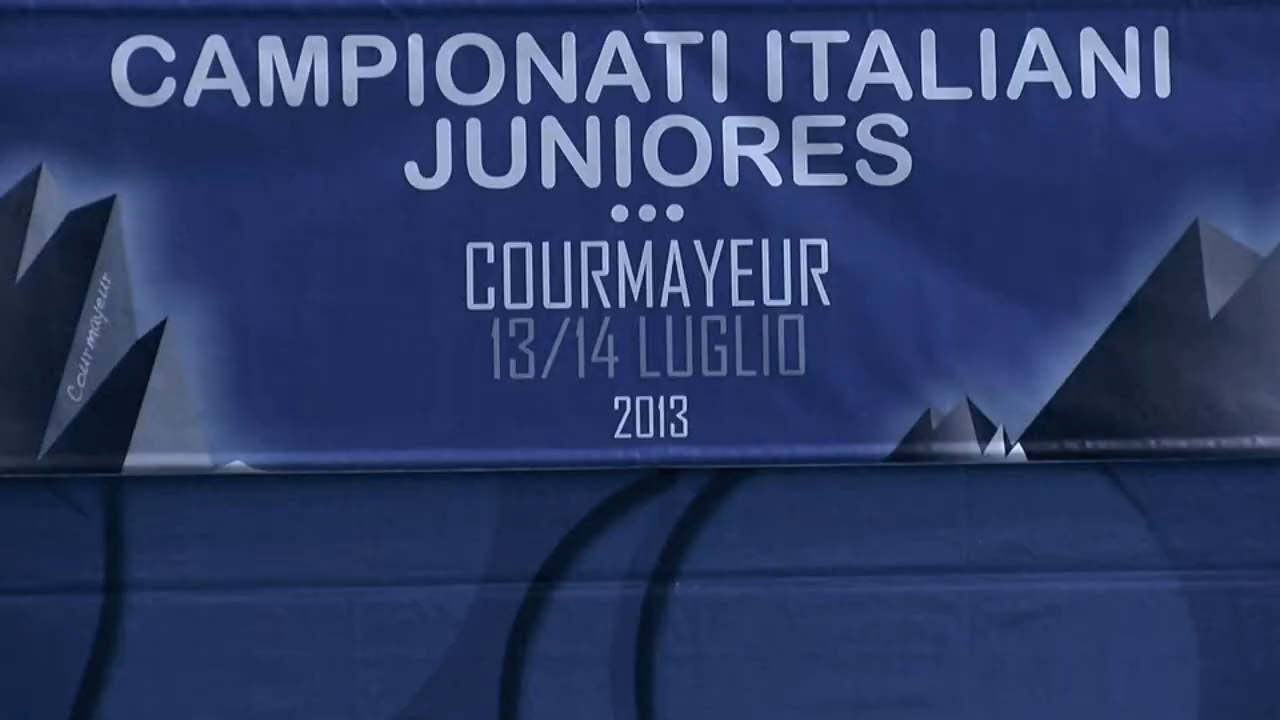 CAMPIONATI ITALIANI
JUNIORES
COURMAYEUR
13/14 LUGLIO
2013
Courmayeur